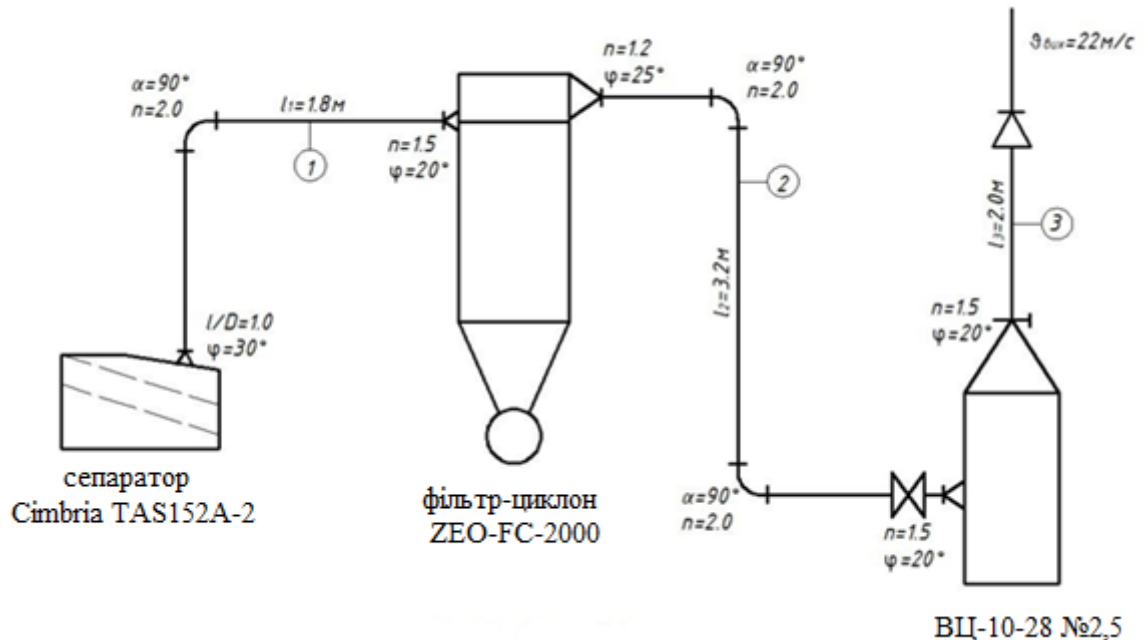 α=90°
n=2.0
l₁=1.8м
1
n=1.5
φ=20°
l/D=1.0
φ=30°
сепаратор
Cimbria TAS152A-2
фільтр-циклон
ZEO-FC-2000
n=1.2
φ=25°
α=90°
n=2.0
2
l₂=3.2м
α=90°
n=2.0
n=1.5
φ=20°
ϑвих=22м/с
l₃=2.0м
3
n=1.5
φ=20°
ВЦ-10-28 №2,5